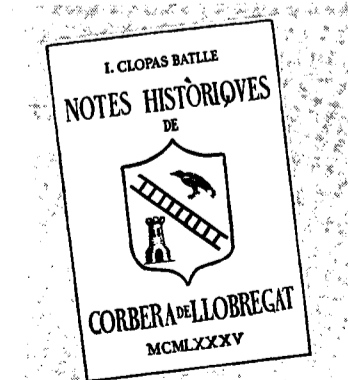 I. CLOPAS BATLLE
NOTES HISTÒRIQVES
DE
CORBERA DE LLOBREGAT
MCMLXXXV